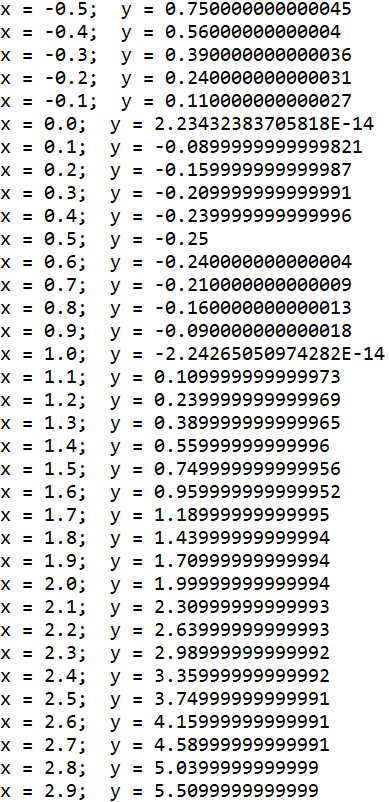 x = -0.5;  y = 0.750000000000045
x = -0.4;  y = 0.56000000000004
x = -0.3;  y = 0.390000000000036
x = -0.2;  y = 0.240000000000031
x = -0.1;  y = 0.110000000000027
x = 0.0;  y = 2.23432383705818E-14
x = 0.1;  y = -0.0899999999999821
x = 0.2;  y = -0.159999999999987
x = 0.3;  y = -0.209999999999991
x = 0.4;  y = -0.239999999999996
x = 0.5;  y = -0.25
x = 0.6;  y = -0.240000000000004
x = 0.7;  y = -0.210000000000009
x = 0.8;  y = -0.160000000000013
x = 0.9;  y = -0.090000000000018
x = 1.0;  y = -2.24265050974282E-14
x = 1.1;  y = 0.109999999999973
x = 1.2;  y = 0.239999999999969
x = 1.3;  y = 0.389999999999965
x = 1.4;  y = 0.55999999999996
x = 1.5;  y = 0.749999999999956
x = 1.6;  y = 0.959999999999952
x = 1.7;  y = 1.18999999999995
x = 1.8;  y = 1.43999999999994
x = 1.9;  y = 1.70999999999994
x = 2.0;  y = 1.99999999999994
x = 2.1;  y = 2.30999999999993
x = 2.2;  y = 2.63999999999993
x = 2.3;  y = 2.98999999999992
x = 2.4;  y = 3.35999999999992
x = 2.5;  y = 3.74999999999991
x = 2.6;  y = 4.15999999999991
x = 2.7;  y = 4.58999999999991
x = 2.8;  y = 5.0399999999999
x = 2.9;  y = 5.5099999999999